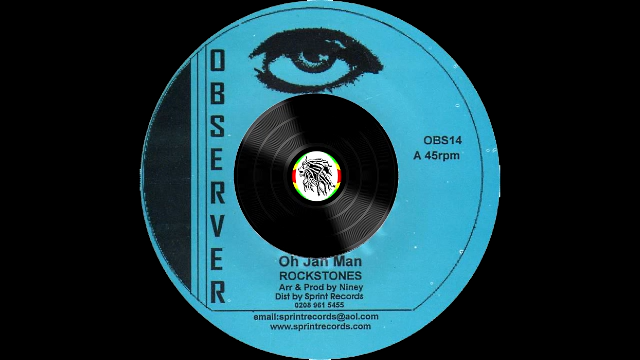 OBSERVER
OBS14
A 45rpm
Oh Jah Man
ROCKSTONES
Arr & Prod by Niney
Dist by Sprint Records
0208 961 5455
email:sprintrecords@aol.com
www.sprintrecords.com